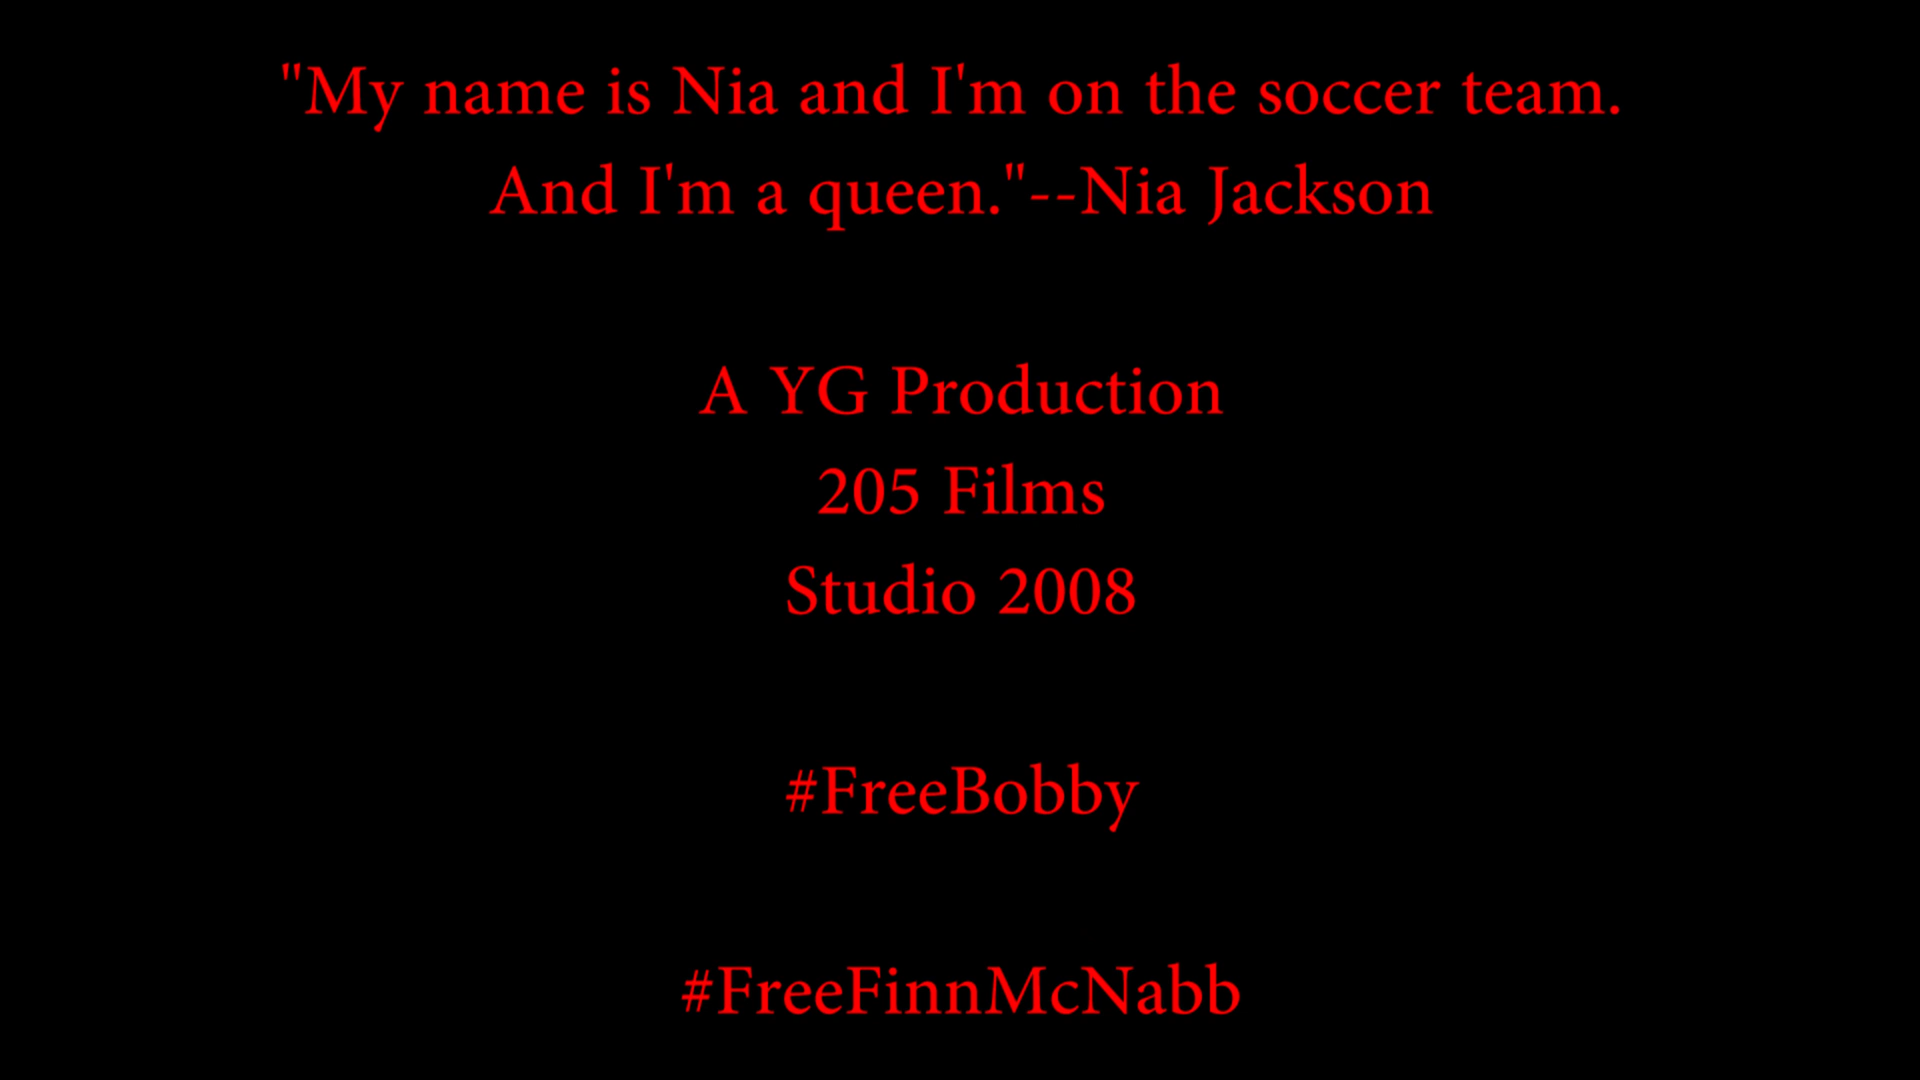 "My name is Nia and I'm on the soccer team.
And I'm a queen."--Nia Jackson
A YG Production
205 Films
Studio 2008
#FreeBobby
#FreeFinnMcNabb